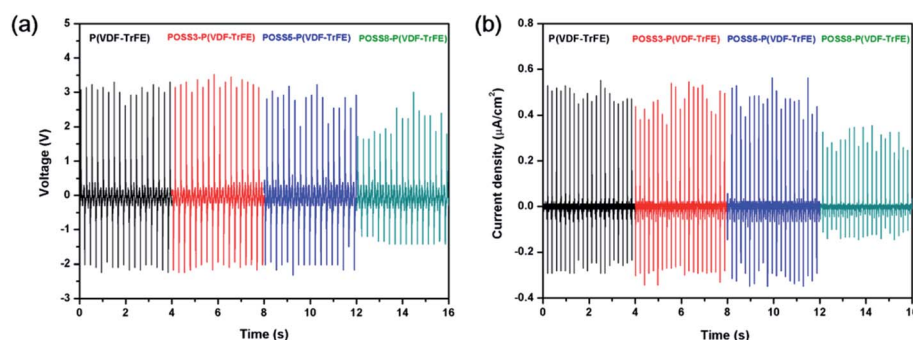 (a)
P(VDF-TrFE) POSS3-P(VDF-TrFE) POSS6-P(VDF-TrFE) POSS8-P(VDF-TrFE)
5
4
3
2
1
0
-1
-2
-3
Voltage (V)
0 2 4 6 8 10 12 14 16
Time (s)
(b)
P(VDF-TrFE) POSS3-P(VDF-TrFE) POSS6-P(VDF-TrFE) POSS8-P(VDF-TrFE)
0.8
0.6
0.4
0.2
0.0
-0.2
-0.4
Current density (μA/cm²)
0 2 4 6 8 10 12 14 16
Time (s)